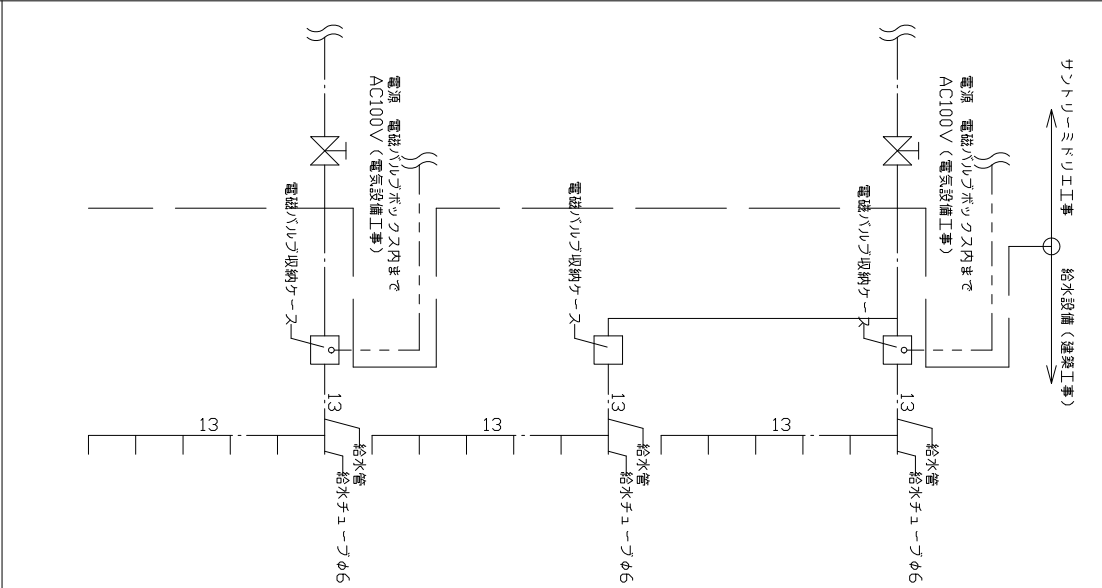 サントリーミドリエ工事
給水設備(建築工事)
電源 電磁バルブボックス内まで
AC100V(電気設備工事)
電磁バルブ収納ケース
13
13
給水管
給水チューブφ6
電磁バルブ収納ケース
13
13
給水管
給水チューブφ6
電源 電磁バルブボックス内まで
AC100V(電気設備工事)
電磁バルブ収納ケース
13
13
給水管
給水チューブφ6